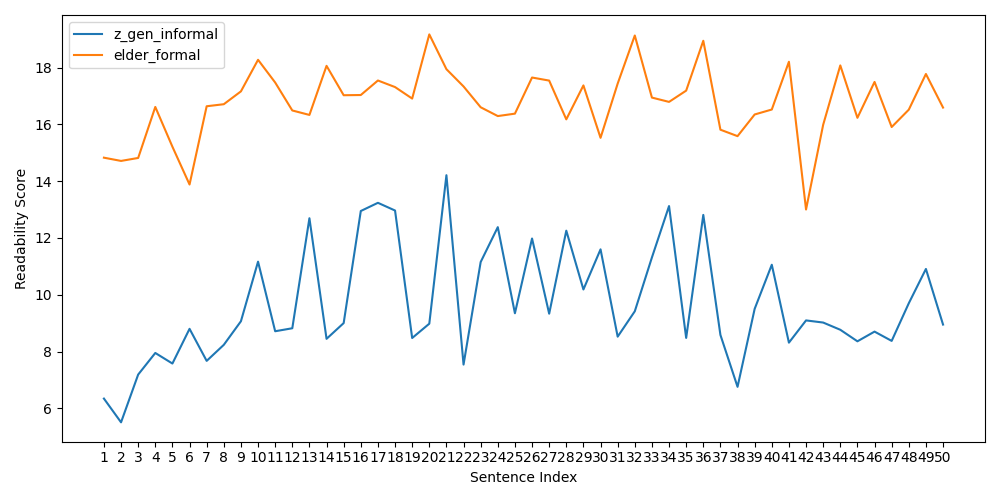 z_gen_informal
elder_formal
Readability Score
18
16
14
12
10
8
6
1 2 3 4 5 6 7 8 9 10 11 12 13 14 15 16 17 18 19 20 21 22 23 24 25 26 27 28 29 30 31 32 33 34 35 36 37 38 39 40 41 42 43 44 45 46 47 48 49 50
Sentence Index